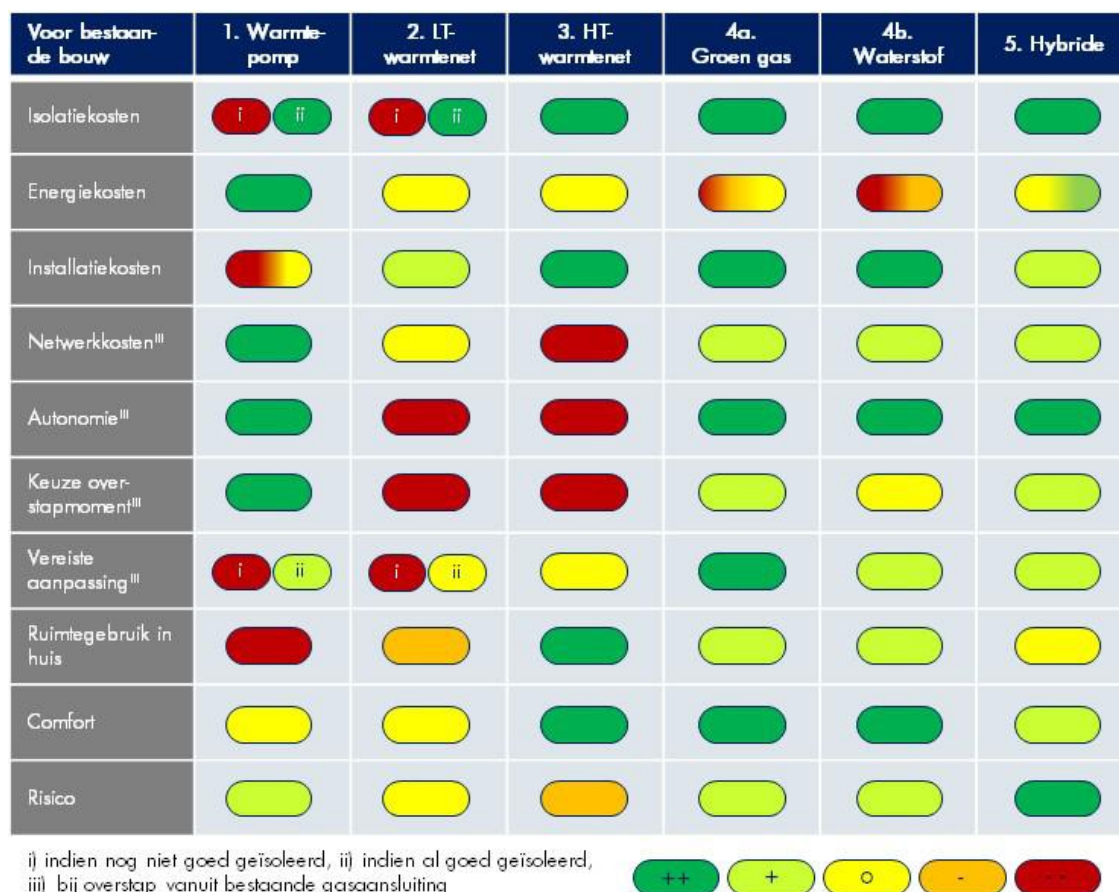 Voor bestaan-
de bouw
1. Warmte-
pomp
2. LT-
warmtenet
3. HT-
warmtenet
4a.
Groen gas
4b.
Waterstof
5. Hybride
Isolatiekosten
i ii i ii
Energiekosten
Installatiekosten
Netwerkkosten^III
Autonomie^III
Keuze over-
stapmoment^III
Vereiste
aanpassing^III
i ii i ii
Ruimtegebruik in
huis
Comfort
Risico
i) indien nog niet goed geïsoleerd, ii) indien al goed geïsoleerd,
iii) bij overstap vanuit bestaande gasaansluiting
++ + o - --